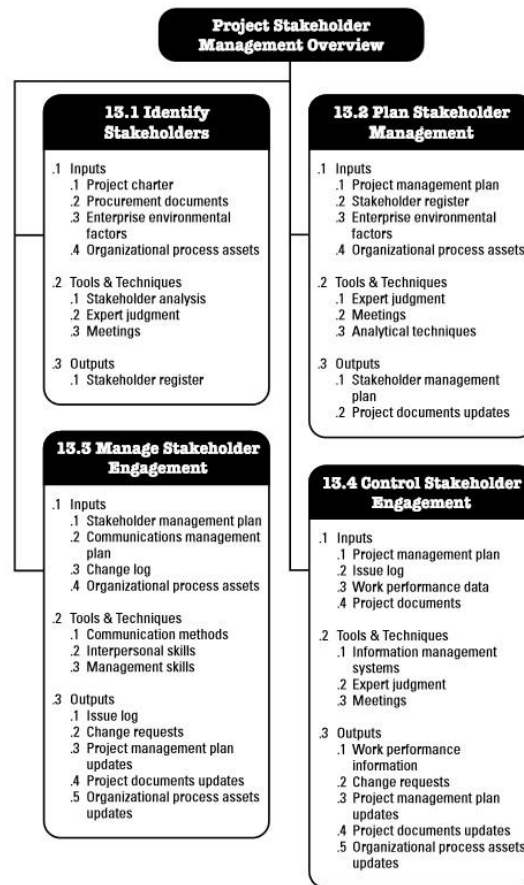 Project Stakeholder
Management Overview
13.1 Identify
Stakeholders
.1 Inputs
.1 Project charter
.2 Procurement documents
.3 Enterprise environmental
factors
.4 Organizational process assets
.2 Tools & Techniques
.1 Stakeholder analysis
.2 Expert judgment
.3 Meetings
.3 Outputs
.1 Stakeholder register
13.2 Plan Stakeholder
Management
.1 Inputs
.1 Project management plan
.2 Stakeholder register
.3 Enterprise environmental
factors
.4 Organizational process assets
.2 Tools & Techniques
.1 Expert judgment
.2 Meetings
.3 Analytical techniques
.3 Outputs
.1 Stakeholder management
plan
.2 Project documents updates
13.3 Manage Stakeholder
Engagement
.1 Inputs
.1 Stakeholder management plan
.2 Communications management
plan
.3 Change log
.4 Organizational process assets
.2 Tools & Techniques
.1 Communication methods
.2 Interpersonal skills
.3 Management skills
.3 Outputs
.1 Issue log
.2 Change requests
.3 Project management plan
updates
.4 Project documents updates
.5 Organizational process assets
updates
13.4 Control Stakeholder
Engagement
.1 Inputs
.1 Project management plan
.2 Issue log
.3 Work performance data
.4 Project documents
.2 Tools & Techniques
.1 Information management
systems
.2 Expert judgment
.3 Meetings
.3 Outputs
.1 Work performance
information
.2 Change requests
.3 Project management plan
updates
.4 Project documents updates
.5 Organizational process assets
updates